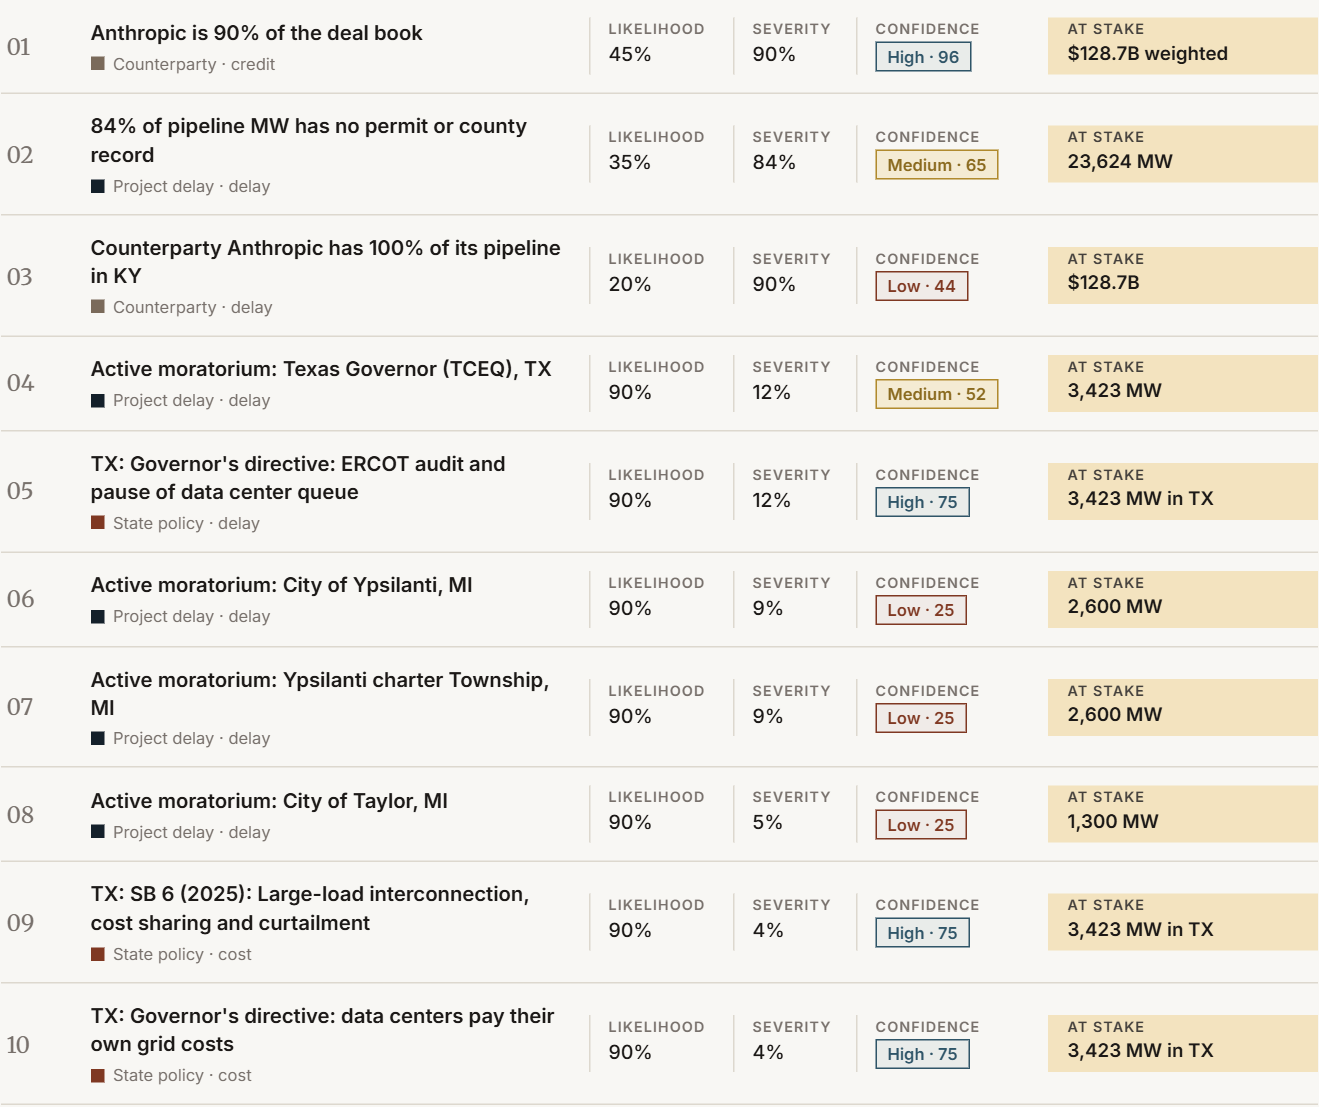 01
Anthropic is 90% of the deal book
Counterparty · credit
LIKELIHOOD
45%
SEVERITY
90%
CONFIDENCE
High · 96
AT STAKE
$128.7B weighted
02
84% of pipeline MW has no permit or county
record
Project delay · delay
LIKELIHOOD
35%
SEVERITY
84%
CONFIDENCE
Medium · 65
AT STAKE
23,624 MW
03
Counterparty Anthropic has 100% of its pipeline
in KY
Counterparty · delay
LIKELIHOOD
20%
SEVERITY
90%
CONFIDENCE
Low · 44
AT STAKE
$128.7B
04
Active moratorium: Texas Governor (TCEQ), TX
Project delay · delay
LIKELIHOOD
90%
SEVERITY
12%
CONFIDENCE
Medium · 52
AT STAKE
3,423 MW
05
TX: Governor's directive: ERCOT audit and
pause of data center queue
State policy · delay
LIKELIHOOD
90%
SEVERITY
12%
CONFIDENCE
High · 75
AT STAKE
3,423 MW in TX
06
Active moratorium: City of Ypsilanti, MI
Project delay · delay
LIKELIHOOD
90%
SEVERITY
9%
CONFIDENCE
Low · 25
AT STAKE
2,600 MW
07
Active moratorium: Ypsilanti charter Township,
MI
Project delay · delay
LIKELIHOOD
90%
SEVERITY
9%
CONFIDENCE
Low · 25
AT STAKE
2,600 MW
08
Active moratorium: City of Taylor, MI
Project delay · delay
LIKELIHOOD
90%
SEVERITY
5%
CONFIDENCE
Low · 25
AT STAKE
1,300 MW
09
TX: SB 6 (2025): Large-load interconnection,
cost sharing and curtailment
State policy · cost
LIKELIHOOD
90%
SEVERITY
4%
CONFIDENCE
High · 75
AT STAKE
3,423 MW in TX
10
TX: Governor's directive: data centers pay their
own grid costs
State policy · cost
LIKELIHOOD
90%
SEVERITY
4%
CONFIDENCE
High · 75
AT STAKE
3,423 MW in TX